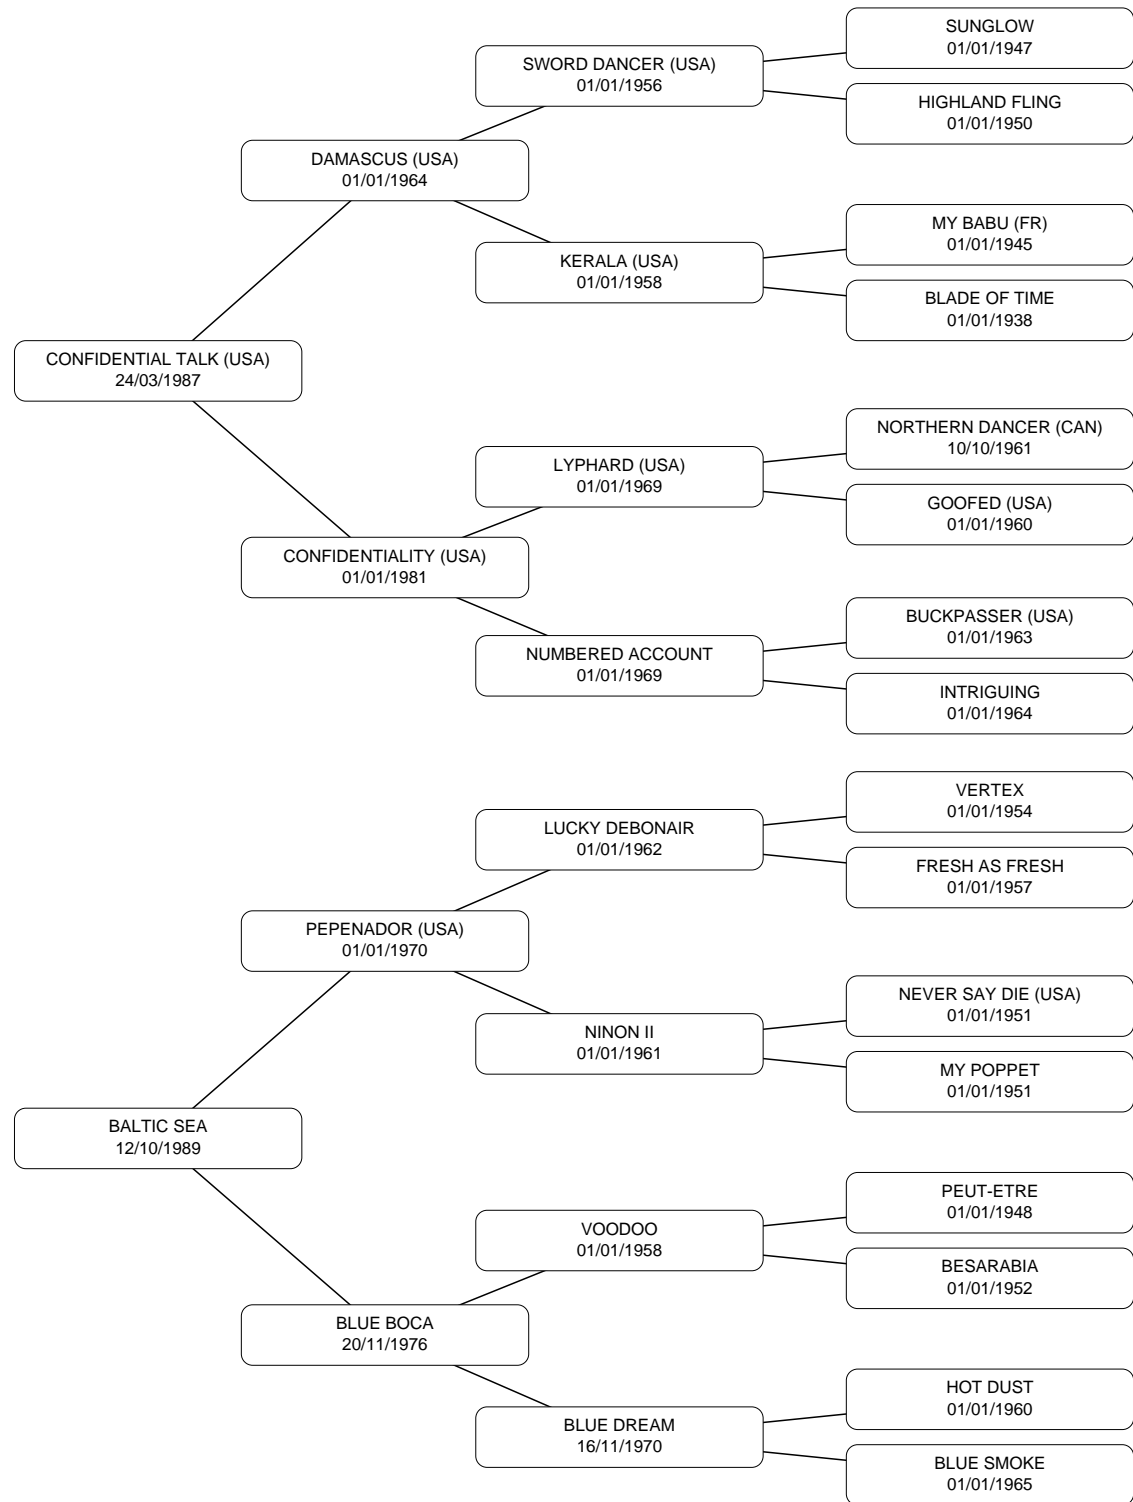 SUNGLOW
01/01/1947
SWORD DANCER (USA)
01/01/1956
HIGHLAND FLING
01/01/1950
DAMASCUS (USA)
01/01/1964
MY BABU (FR)
01/01/1945
KERALA (USA)
01/01/1958
BLADE OF TIME
01/01/1938
CONFIDENTIAL TALK (USA)
24/03/1987
NORTHERN DANCER (CAN)
10/10/1961
LYPHARD (USA)
01/01/1969
GOOFED (USA)
01/01/1960
CONFIDENTIALITY (USA)
01/01/1981
BUCKPASSER (USA)
01/01/1963
NUMBERED ACCOUNT
01/01/1969
INTRIGUING
01/01/1964
VERTEX
01/01/1954
LUCKY DEBONAIR
01/01/1962
FRESH AS FRESH
01/01/1957
PEPENADOR (USA)
01/01/1970
NEVER SAY DIE (USA)
01/01/1951
NINON II
01/01/1961
MY POPPET
01/01/1951
BALTIC SEA
12/10/1989
PEUT-ETRE
01/01/1948
VOODOO
01/01/1958
BESARABIA
01/01/1952
BLUE BOCA
20/11/1976
HOT DUST
01/01/1960
BLUE DREAM
16/11/1970
BLUE SMOKE
01/01/1965